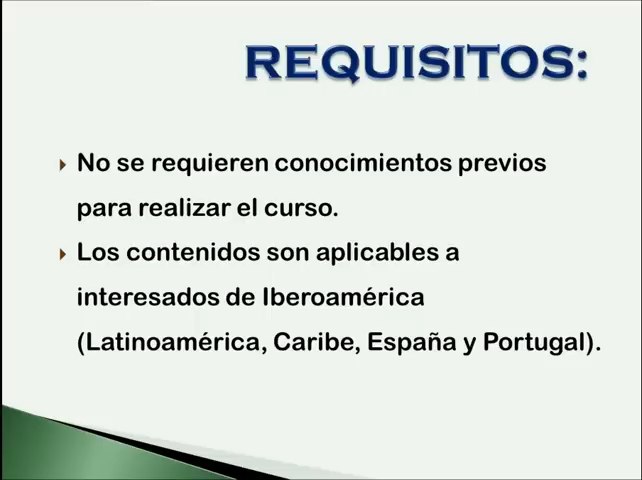 REQUISITOS:
No se requieren conocimientos previos
para realizar el curso.
Los contenidos son aplicables a
interesados de Iberoamérica
(Latinoamérica, Caribe, España y Portugal).